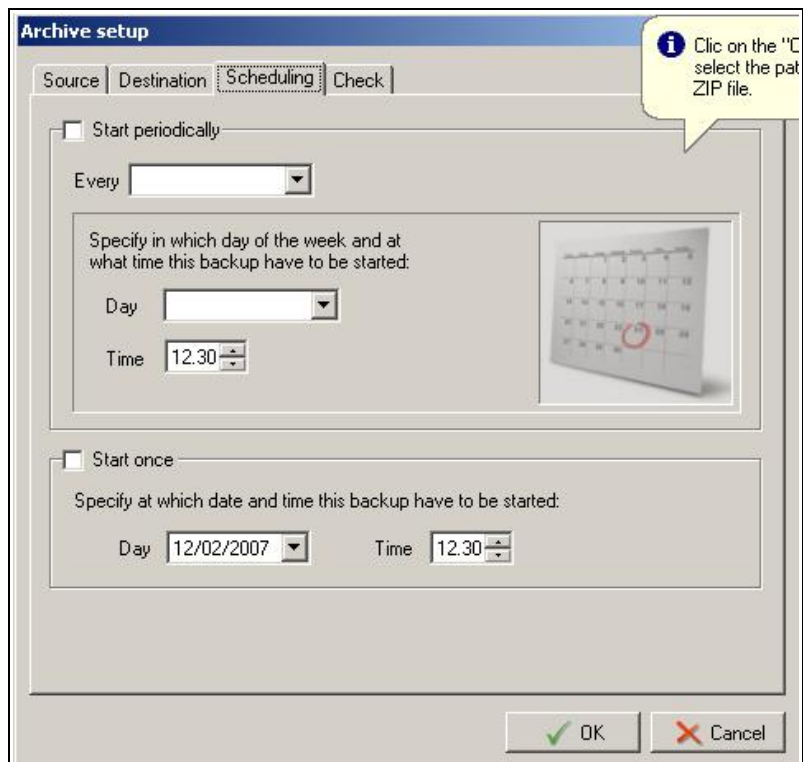 Archive setup
Clic on the "C
select the pat
ZIP file.
Source Destination Scheduling Check
Start periodically
Every
Specify in which day of the week and at
what time this backup have to be started:
Day
Time 12.30
Start once
Specify at which date and time this backup have to be started:
Day 12/02/2007 Time 12.30
OK Cancel